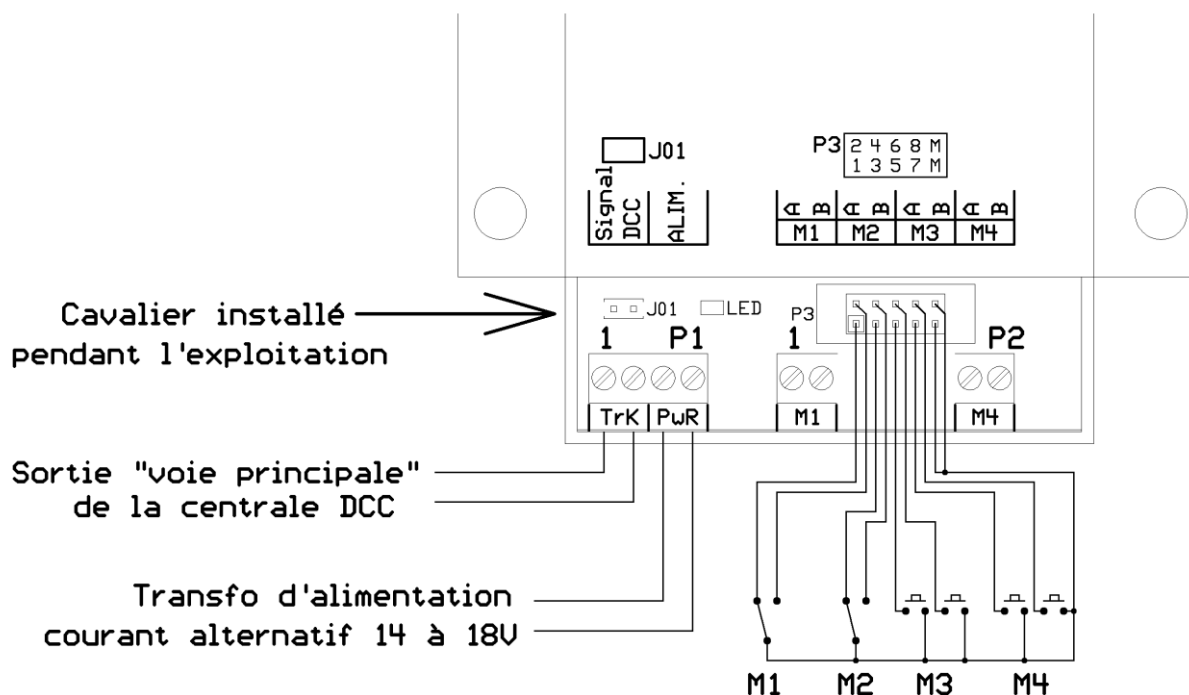 J01
Signal
DCC
ALIM.
P3
2 4 6 8 M
1 3 5 7 M
A B A B A B A B
M1 M2 M3 M4
Cavalier installé
pendant l'exploitation
J01
LED
P3
1 P1
1 P2
TrK PwR
M1
M4
Sortie "voie principale"
de la centrale DCC
Transfo d'alimentation
courant alternatif 14 à 18V
M1 M2 M3 M4